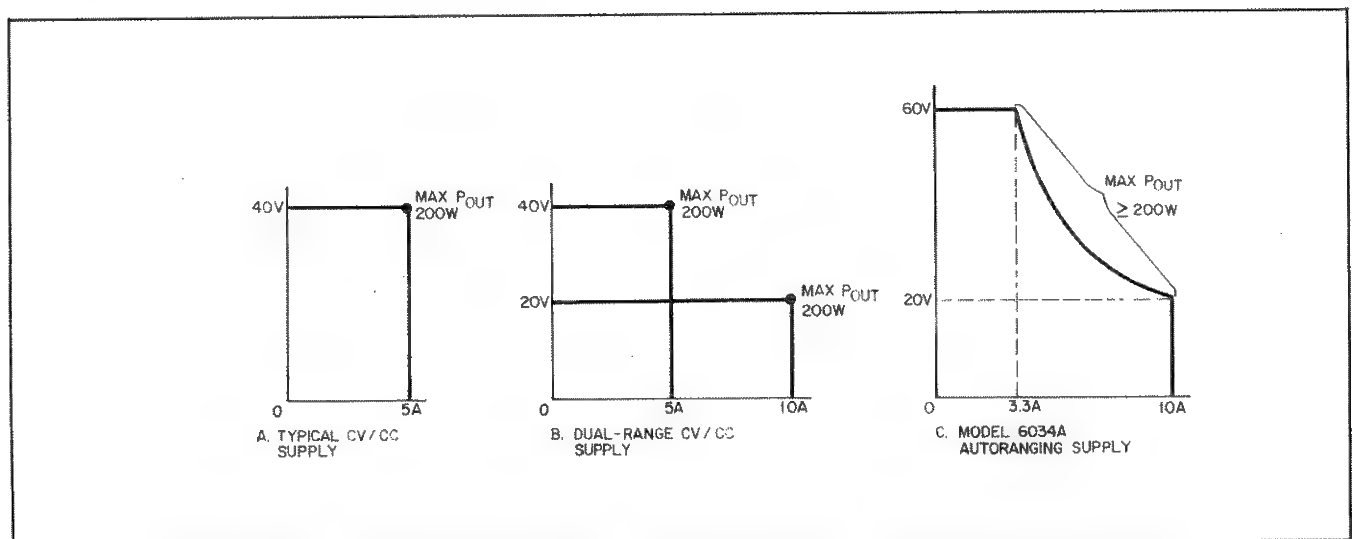 40V
MAX POUT
200W
0
5A
A. TYPICAL CV/CC
SUPPLY
40V
MAX POUT
200W
20V
MAX POUT
200W
0
5A
10A
B. DUAL-RANGE CV/CC
SUPPLY
60V
MAX POUT
≥ 200W
20V
0
3.3A
10A
C. MODEL 6034A
AUTORANGING SUPPLY